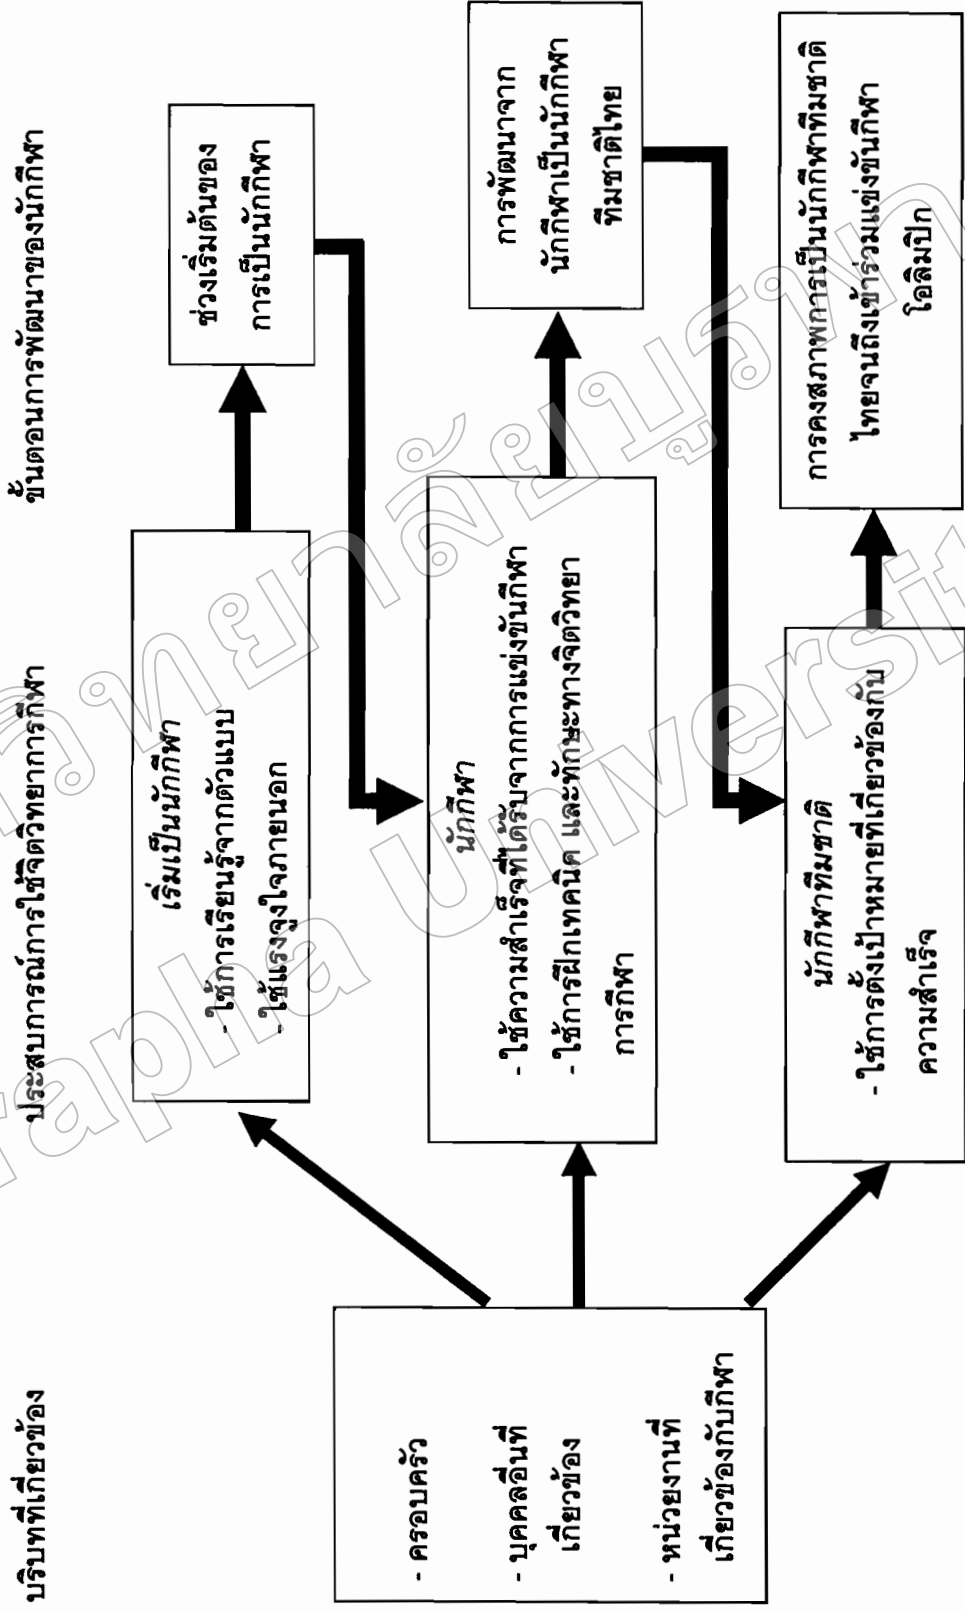 บริบทที่เกี่ยวข้อง
ประสบการณ์การใช้จิตวิทยาการกีฬา
ขั้นตอนการพัฒนาของนักกีฬา
- ครอบครัว
- บุคคลอื่นที่
เกี่ยวข้อง
- หน่วยงานที่
เกี่ยวข้องกับกีฬา
เริ่มเป็นนักกีฬา
- ใช้การเรียนรู้จากตัวแบบ
- ใช้แรงจูงใจภายนอก
ช่วงเริ่มต้นของ
การเป็นนักกีฬา
นักกีฬา
- ใช้ความสำเร็จที่ได้รับจากการแข่งขันกีฬา
- ใช้การฝึกเทคนิค และทักษะทางจิตวิทยา
การกีฬา
การพัฒนาจาก
นักกีฬาเป็นนักกีฬา
ทีมชาติไทย
นักกีฬาทีมชาติ
- ใช้การตั้งเป้าหมายที่เกี่ยวข้องกับ
ความสำเร็จ
การคงสภาพการเป็นนักกีฬาทีมชาติ
ไทยจนถึงเข้าร่วมแข่งขันกีฬา
โอลิมปิก